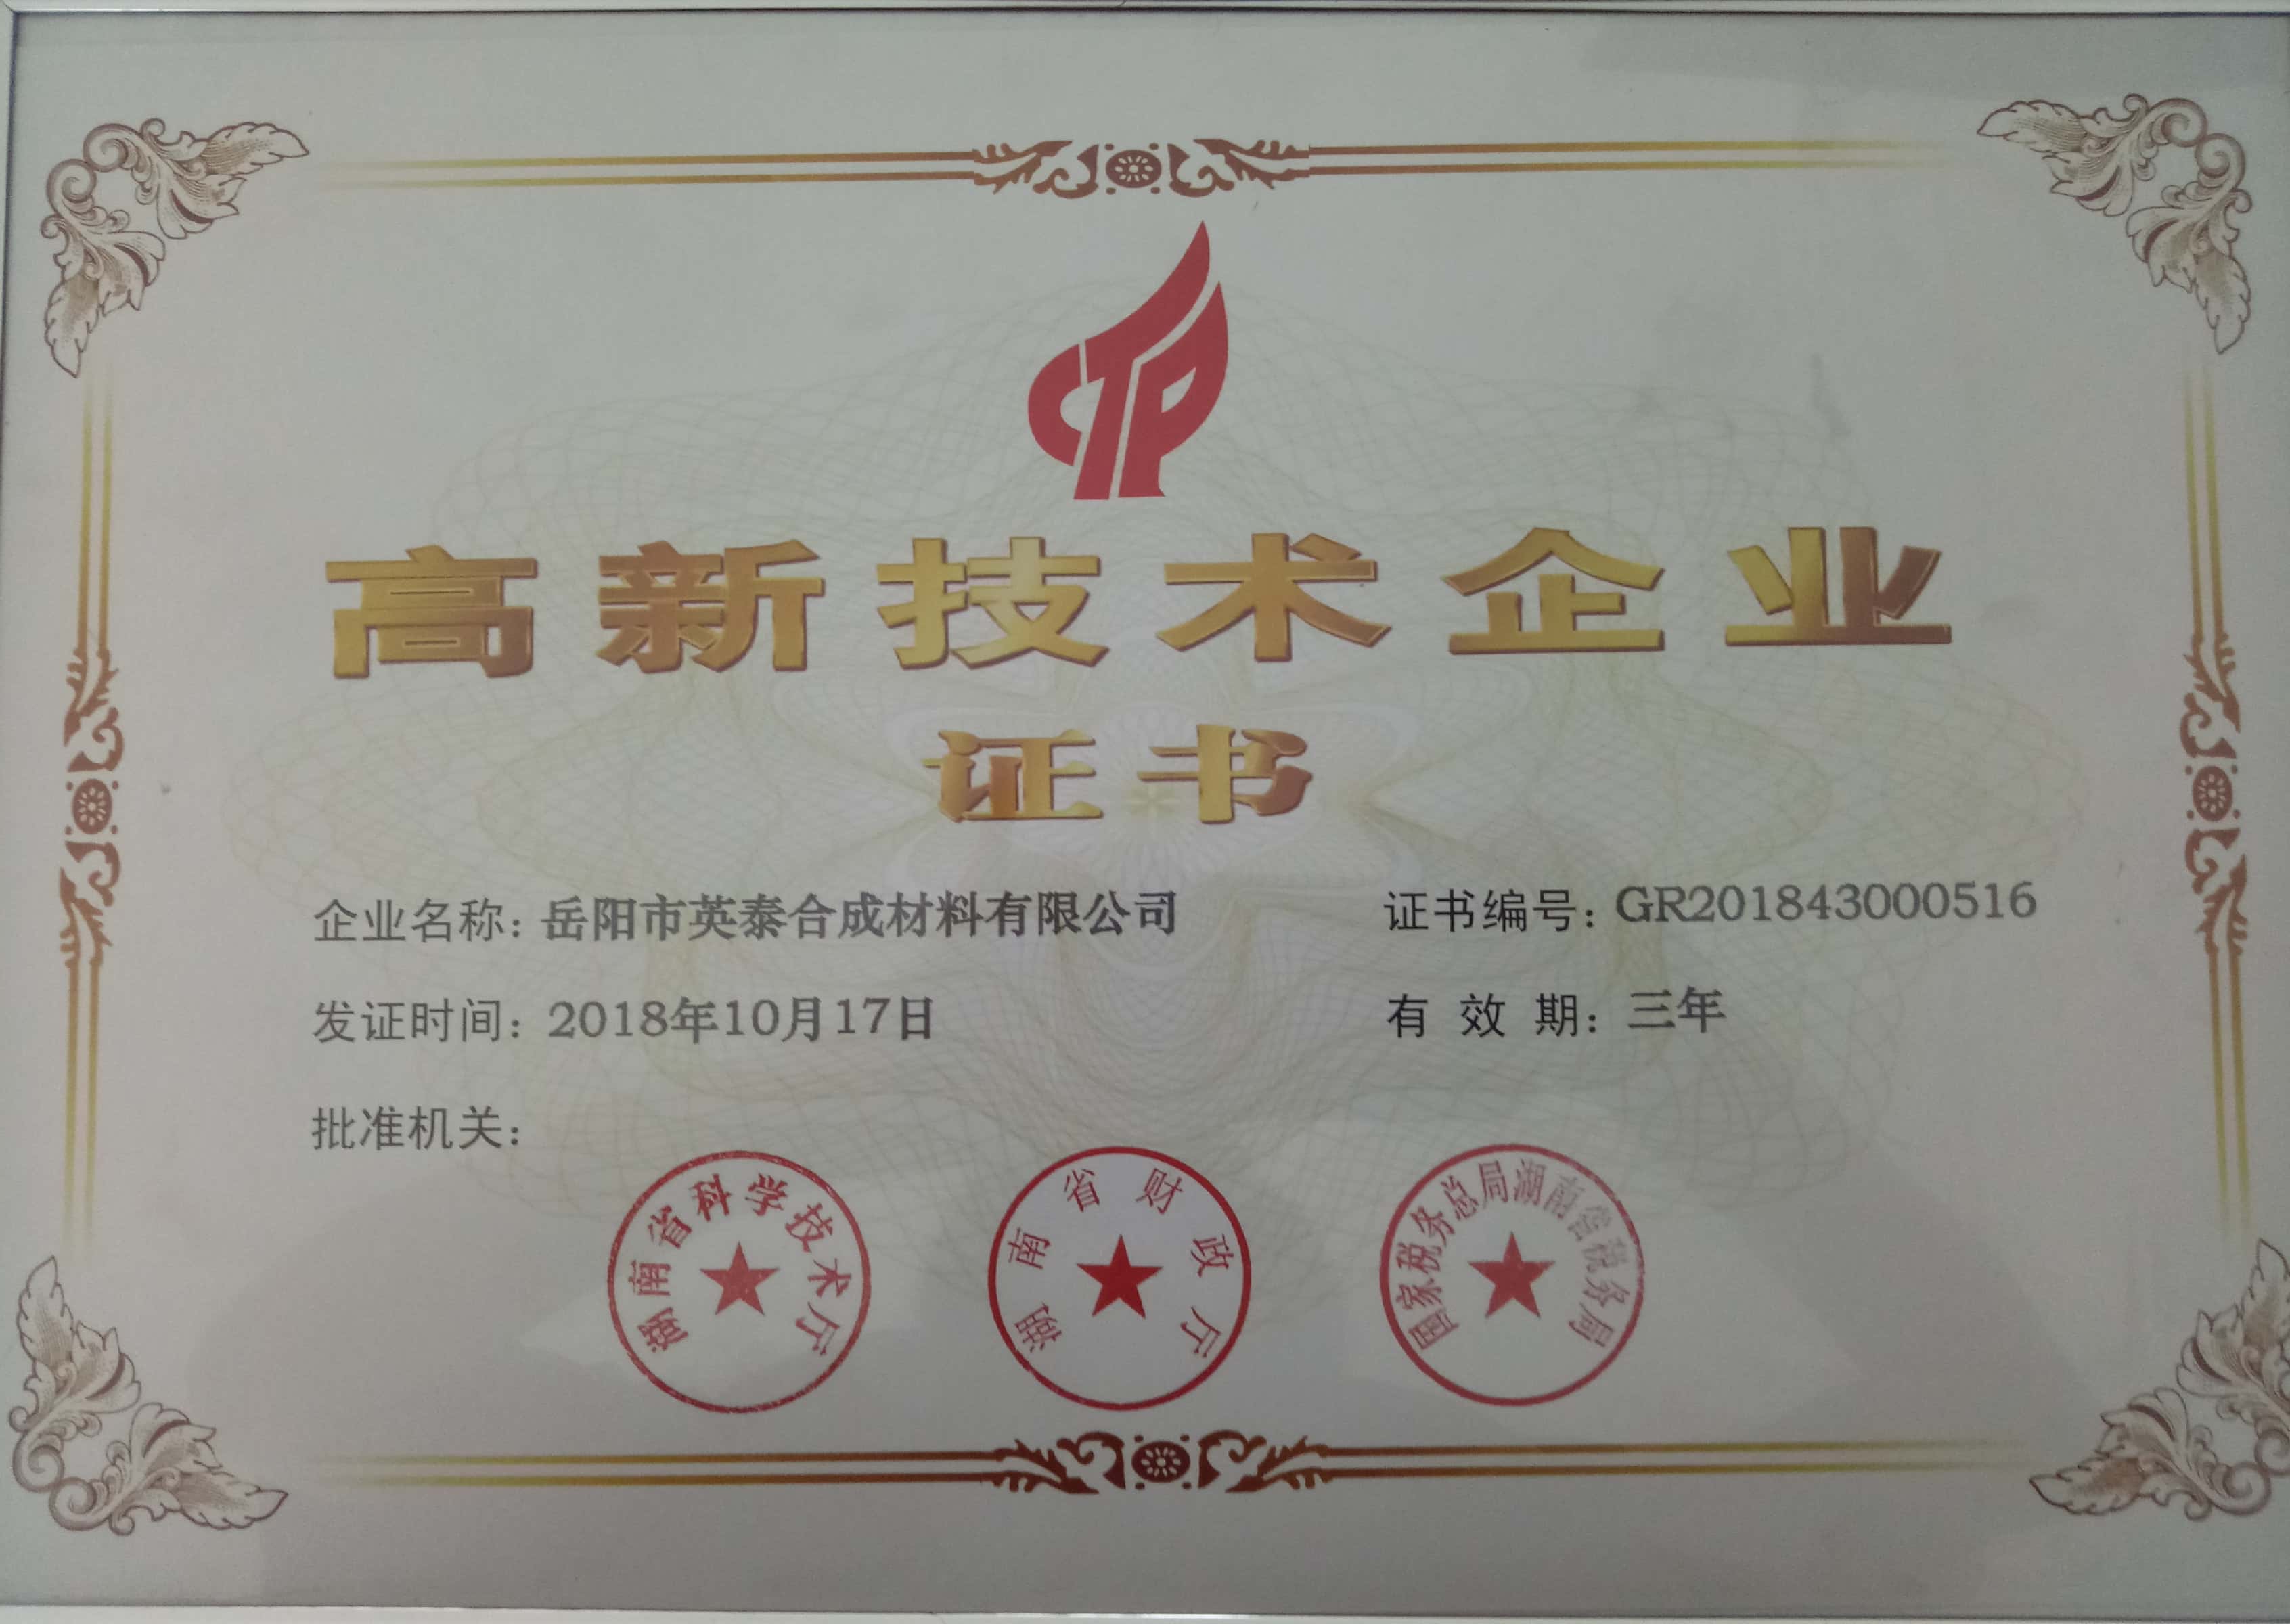 CTP
高新技术企业
证书
企业名称：岳阳市英泰合成材料有限公司
证书编号：GR201843000516
发证时间：2018年10月17日
有效期：三年
批准机关：
湖南省科学技术厅
湖南省财政厅
国家税务总局湖南省税务局